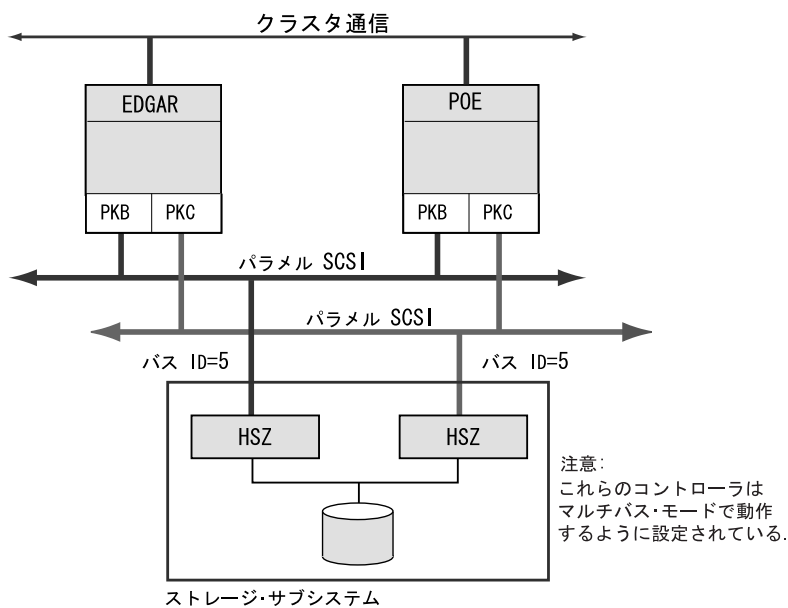 クラスタ通信
EDGAR
POE
PKB PKC
PKB PKC
パラメル SCSI
パラメル SCSI
バス ID=5
バス ID=5
HSZ
HSZ
注意:
これらのコントローラは
マルチバス・モードで動作
するように設定されている.
ストレージ・サブシステム